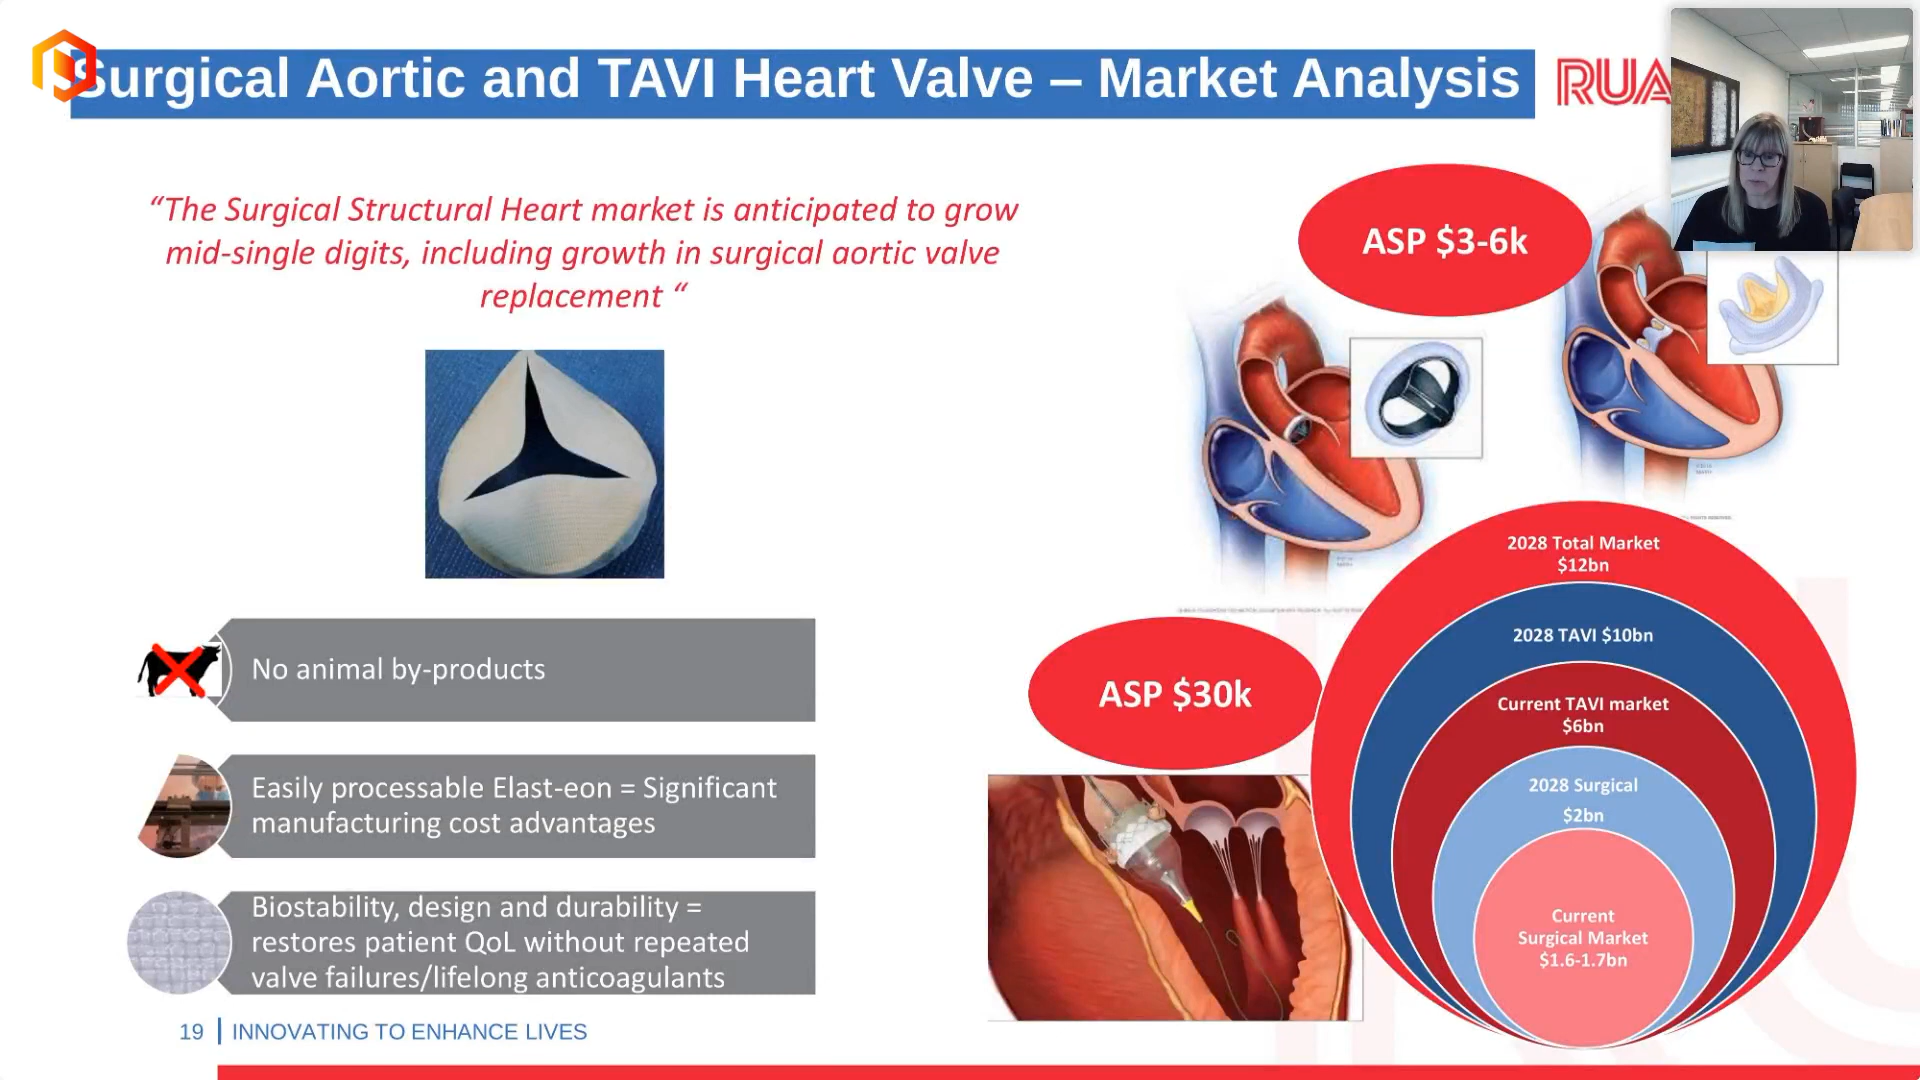 Surgical Aortic and TAVI Heart Valve – Market Analysis
RUA
“The Surgical Structural Heart market is anticipated to grow
mid-single digits, including growth in surgical aortic valve
replacement “
ASP $3-6k
No animal by-products
Easily processable Elast-eon = Significant
manufacturing cost advantages
Biostability, design and durability =
restores patient QoL without repeated
valve failures/lifelong anticoagulants
ASP $30k
2028 Total Market
$12bn
2028 TAVI $10bn
Current TAVI market
$6bn
2028 Surgical
$2bn
Current
Surgical Market
$1.6-1.7bn
19
INNOVATING TO ENHANCE LIVES